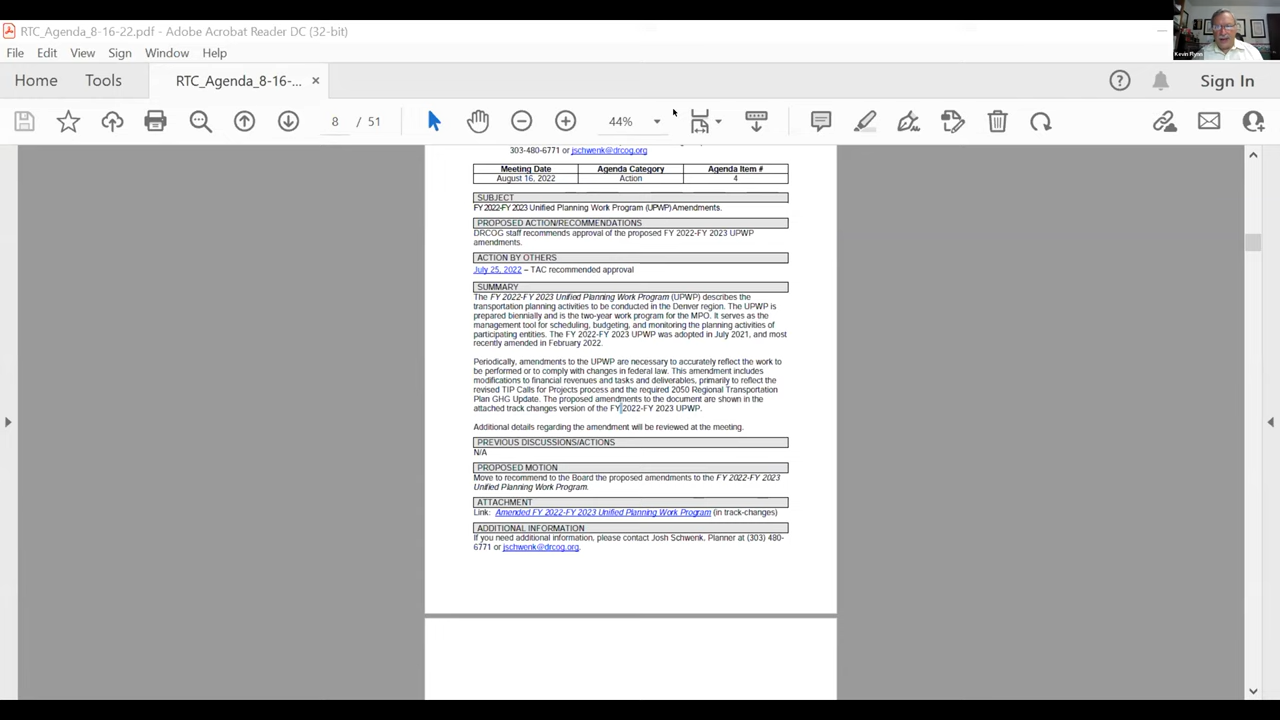 RTC_Agenda_8-16-22.pdf - Adobe Acrobat Reader DC (32-bit)
Kevin Flynn
File Edit View Sign Window Help
Home Tools RTC_Agenda_8-16-... × Sign In
8 / 51 44%
303-480-6771 or jschwenk@drcog.org
Meeting Date Agenda Category Agenda Item #
August 16, 2022 Action 4
SUBJECT
FY 2022-FY 2023 Unified Planning Work Program (UPWP) Amendments.
PROPOSED ACTION/RECOMMENDATIONS
DRCOG staff recommends approval of the proposed FY 2022-FY 2023 UPWP
amendments.
ACTION BY OTHERS
July 25, 2022 – TAC recommended approval
SUMMARY
The FY 2022-FY 2023 Unified Planning Work Program (UPWP) describes the
transportation planning activities to be conducted in the Denver region. The UPWP is
prepared biennially and is the two-year work program for the MPO. It serves as the
management tool for scheduling, budgeting, and monitoring the planning activities of
participating entities. The FY 2022-FY 2023 UPWP was adopted in July 2021, and most
recently amended in February 2022.
Periodically, amendments to the UPWP are necessary to accurately reflect the work to
be performed or to comply with changes in federal law. This amendment includes
modifications to financial revenues and tasks and deliverables, primarily to reflect the
revised TIP Calls for Projects process and the required 2050 Regional Transportation
Plan GHG Update. The proposed amendments to the document are shown in the
attached track changes version of the FY 2022-FY 2023 UPWP.
Additional details regarding the amendment will be reviewed at the meeting.
PREVIOUS DISCUSSIONS/ACTIONS
N/A
PROPOSED MOTION
Move to recommend to the Board the proposed amendments to the FY 2022-FY 2023
Unified Planning Work Program.
ATTACHMENT
Link: Amended FY 2022-FY 2023 Unified Planning Work Program (in track-changes)
ADDITIONAL INFORMATION
If you need additional information, please contact Josh Schwenk, Planner at (303) 480-
6771 or jschwenk@drcog.org.